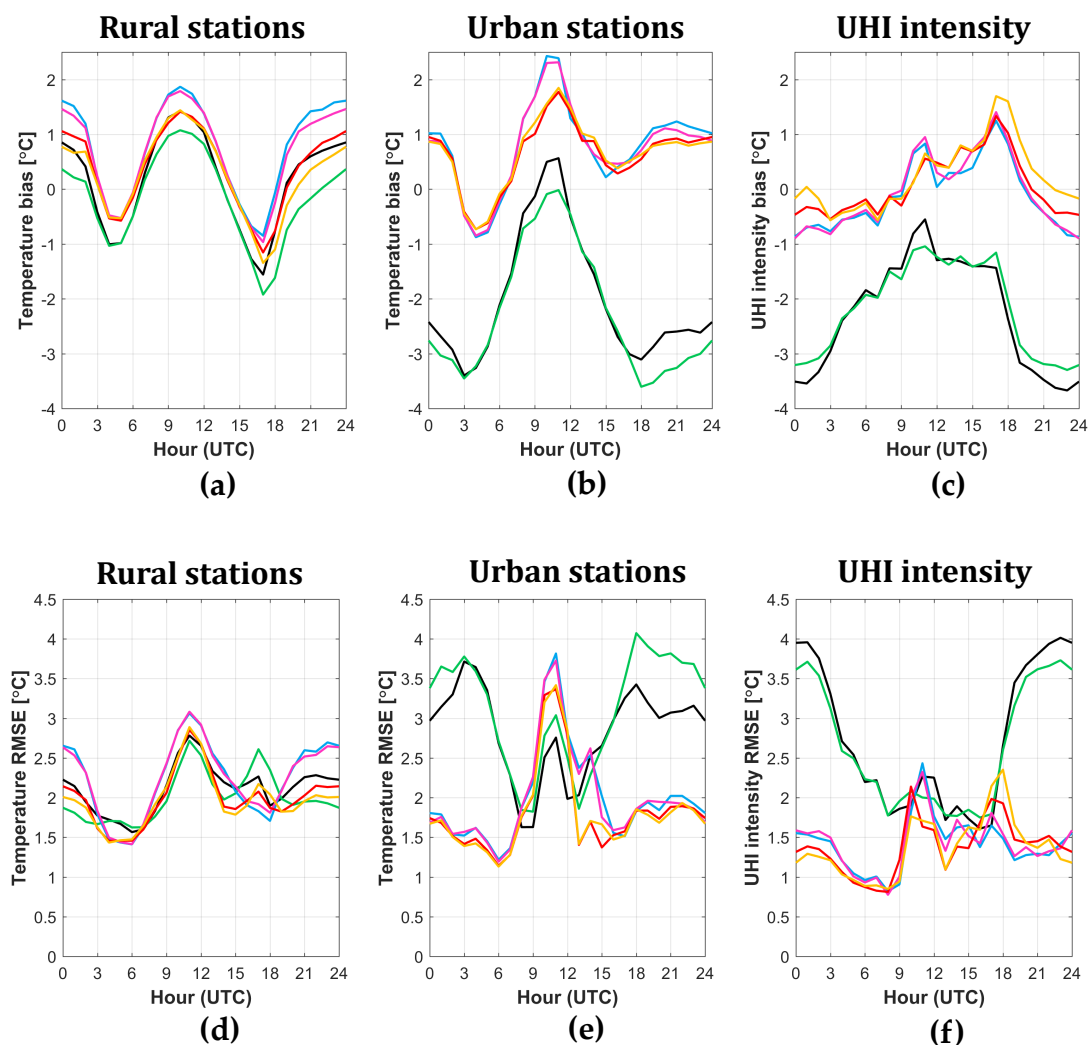 Rural stations
Urban stations
UHI intensity
Temperature bias [°C]
2
1
0
-1
-2
-3
-4
0 3 6 9 12 15 18 21 24
Hour (UTC)
(a)
Temperature bias [°C]
2
1
0
-1
-2
-3
-4
0 3 6 9 12 15 18 21 24
Hour (UTC)
(b)
UHI intensity bias [°C]
2
1
0
-1
-2
-3
-4
0 3 6 9 12 15 18 21 24
Hour (UTC)
(c)
Rural stations
Urban stations
UHI intensity
Temperature RMSE [°C]
4.5
4
3.5
3
2.5
2
1.5
1
0.5
0
0 3 6 9 12 15 18 21 24
Hour (UTC)
(d)
Temperature RMSE [°C]
4.5
4
3.5
3
2.5
2
1.5
1
0.5
0
0 3 6 9 12 15 18 21 24
Hour (UTC)
(e)
UHI intensity RMSE [°C]
4.5
4
3.5
3
2.5
2
1.5
1
0.5
0
0 3 6 9 12 15 18 21 24
Hour (UTC)
(f)